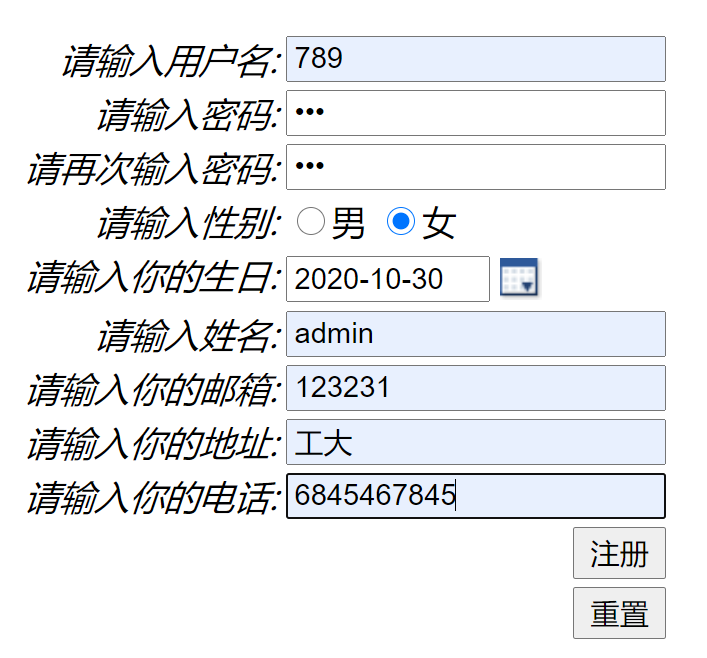 请输入用户名: 789
请输入密码: •••
请再次输入密码: •••
请输入性别: 男 女
请输入你的生日: 2020-10-30
请输入姓名: admin
请输入你的邮箱: 123231
请输入你的地址: 工大
请输入你的电话: 6845467845
注册
重置